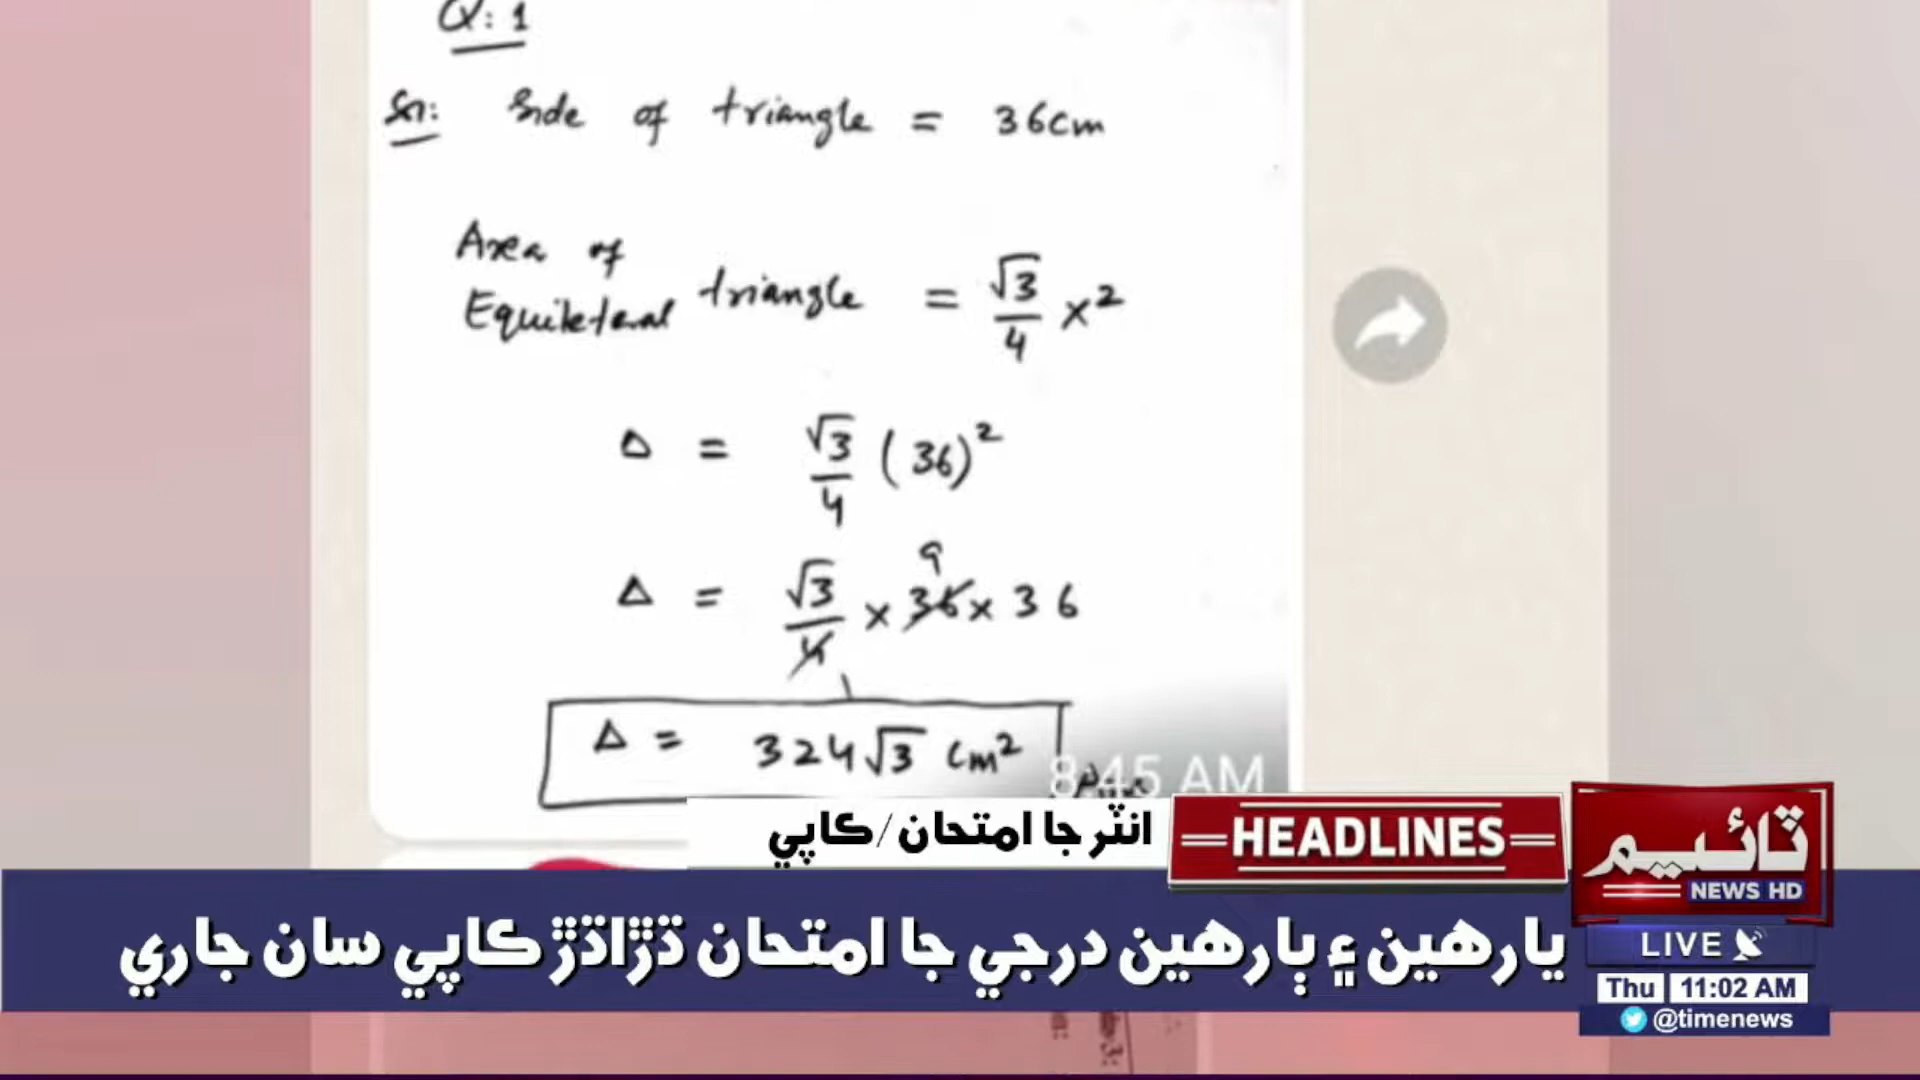 Q: 1
Sol: Side of triangle = 36cm
Area of
Equilateral triangle = √3/4 x²
Δ = √3/4 (36)²
9
Δ = √3/4 x 36 x 36
1
Δ = 324√3 cm²
8:45 AM
انٽر جا امتحان/ڪاپي
HEADLINES
ٽائيم
NEWS HD
يارهين ۽ ٻارهين درجي جا امتحان ڌڙاڌڙ ڪاپي سان جاري
LIVE
Thu 11:02 AM
@timenews